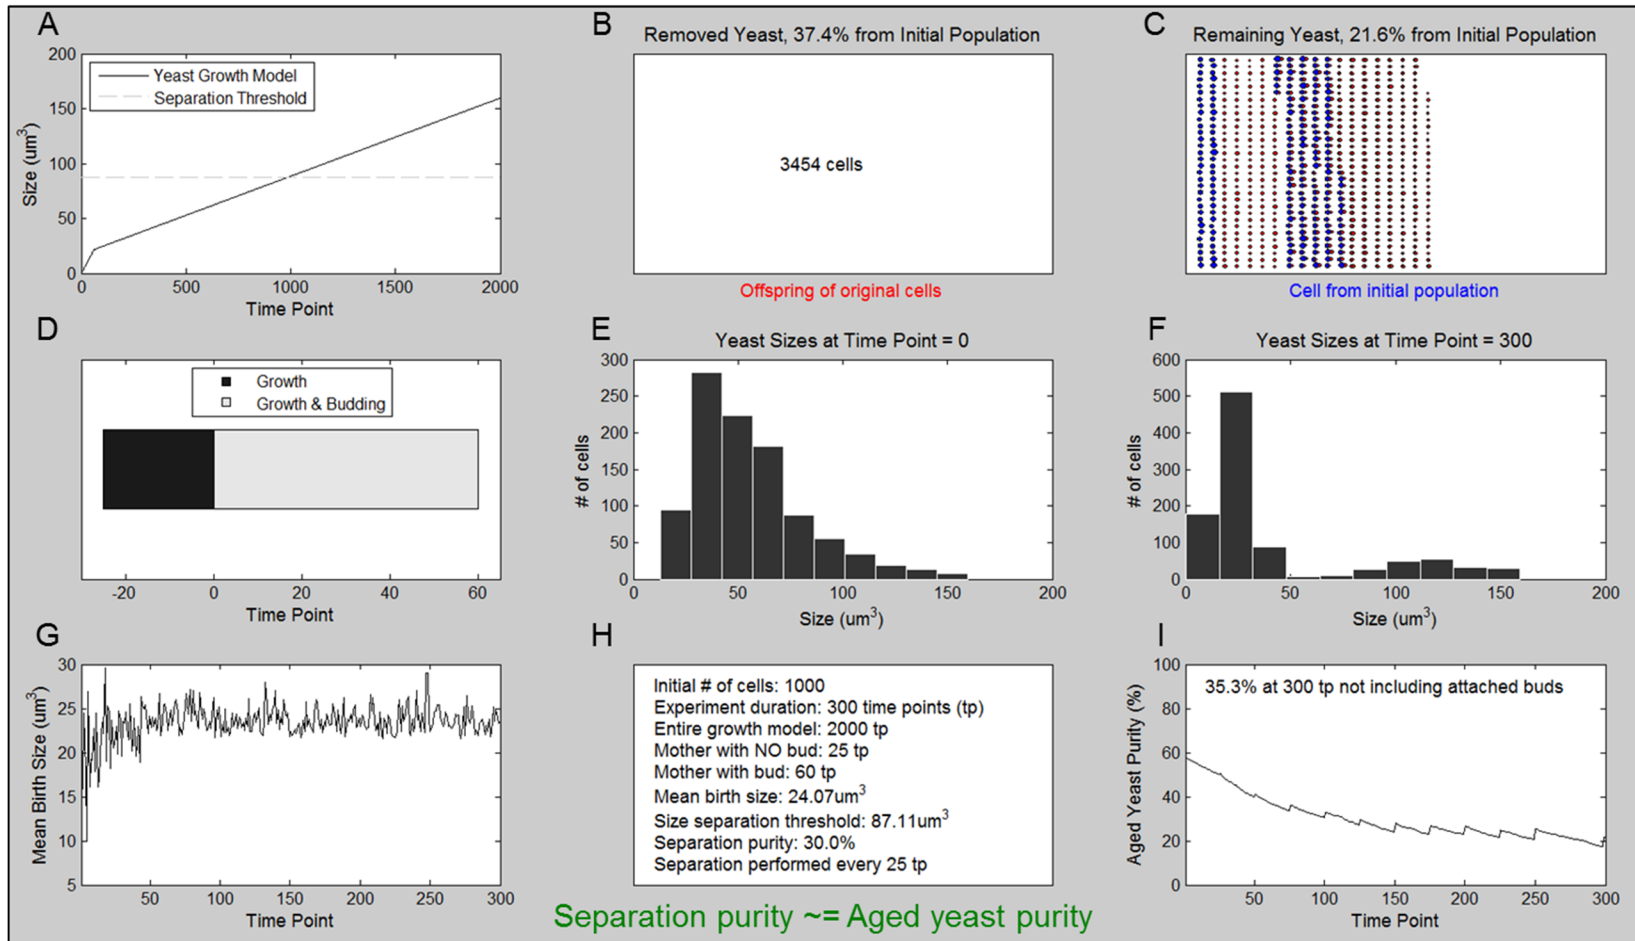 A
200
150
100
50
0
Size (um³)
Yeast Growth Model
Separation Threshold
0 500 1000 1500 2000
Time Point
B
Removed Yeast, 37.4% from Initial Population
3454 cells
Offspring of original cells
C
Remaining Yeast, 21.6% from Initial Population
Cell from initial population
D
Growth
Growth & Budding
-20 0 20 40 60
Time Point
E
Yeast Sizes at Time Point = 0
300
250
200
150
100
50
0
# of cells
0 50 100 150 200
Size (um³)
F
Yeast Sizes at Time Point = 300
600
500
400
300
200
100
0
# of cells
0 50 100 150 200
Size (um³)
G
30
25
20
15
10
5
Mean Birth Size (um³)
50 100 150 200 250 300
Time Point
H
Initial # of cells: 1000
Experiment duration: 300 time points (tp)
Entire growth model: 2000 tp
Mother with NO bud: 25 tp
Mother with bud: 60 tp
Mean birth size: 24.07um³
Size separation threshold: 87.11um³
Separation purity: 30.0%
Separation performed every 25 tp
I
100
80
60
40
20
0
Aged Yeast Purity (%)
35.3% at 300 tp not including attached buds
50 100 150 200 250 300
Time Point
Separation purity ~= Aged yeast purity